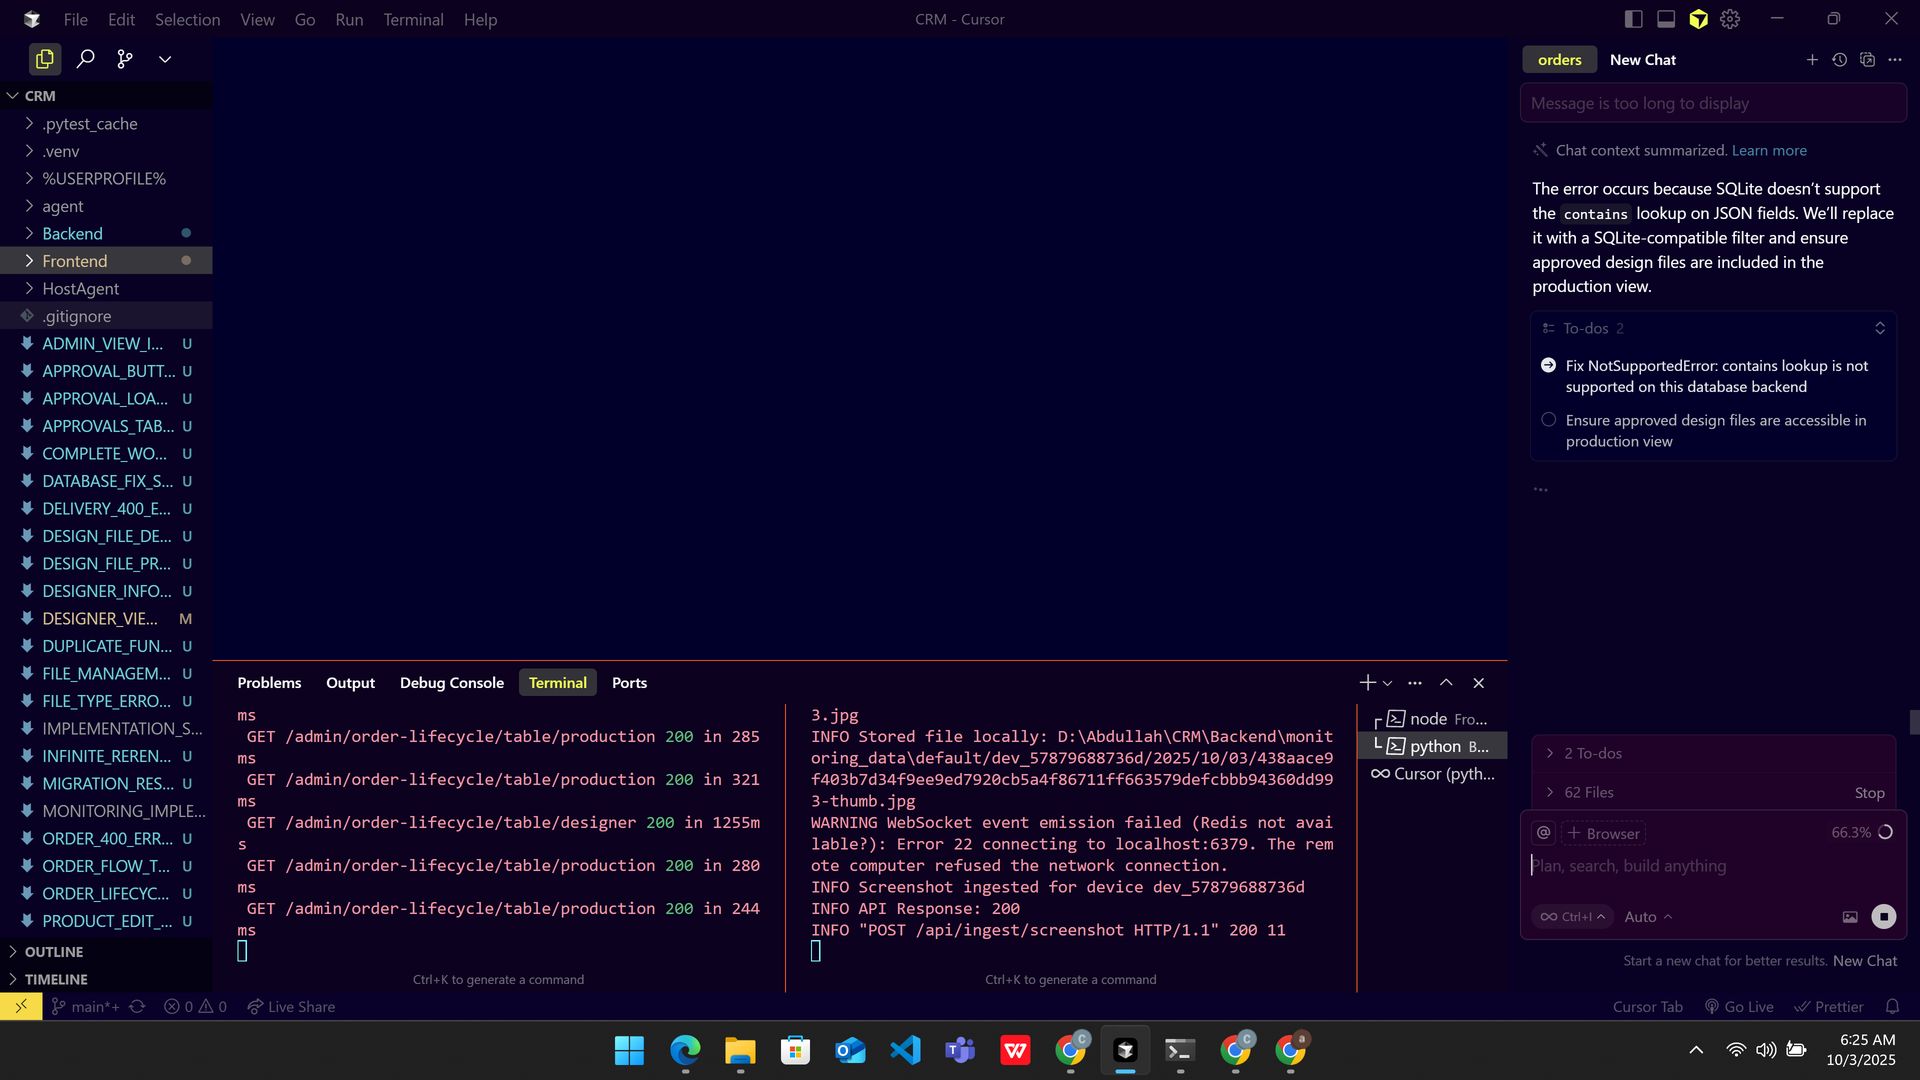 File Edit Selection View Go Run Terminal Help
CRM - Cursor
CRM
.pytest_cache
.venv
%USERPROFILE%
agent
Backend
Frontend
HostAgent
.gitignore
ADMIN_VIEW_I... U
APPROVAL_BUTT... U
APPROVAL_LOA... U
APPROVALS_TAB... U
COMPLETE_WO... U
DATABASE_FIX_S... U
DELIVERY_400_E... U
DESIGN_FILE_DE... U
DESIGN_FILE_PR... U
DESIGNER_INFO... U
DESIGNER_VIE... M
DUPLICATE_FUN... U
FILE_MANAGEM... U
FILE_TYPE_ERRO... U
IMPLEMENTATION_S...
INFINITE_REREN... U
MIGRATION_RES... U
MONITORING_IMPLE...
ORDER_400_ERR... U
ORDER_FLOW_T... U
ORDER_LIFECYC... U
PRODUCT_EDIT_... U
OUTLINE
TIMELINE
Problems Output Debug Console Terminal Ports
ms
GET /admin/order-lifecycle/table/production 200 in 285
ms
GET /admin/order-lifecycle/table/production 200 in 321
ms
GET /admin/order-lifecycle/table/designer 200 in 1255m
s
GET /admin/order-lifecycle/table/production 200 in 280
ms
GET /admin/order-lifecycle/table/production 200 in 244
ms
Ctrl+K to generate a command
3.jpg
INFO Stored file locally: D:\Abdullah\CRM\Backend\monit
oring_data\default/dev_57879688736d/2025/10/03/438aace9
f403b7d34f9ee9ed7920cb5a4f86711ff663579defcbbb94360dd99
3-thumb.jpg
WARNING WebSocket event emission failed (Redis not avai
lable?): Error 22 connecting to localhost:6379. The rem
ote computer refused the network connection.
INFO Screenshot ingested for device dev_57879688736d
INFO API Response: 200
INFO "POST /api/ingest/screenshot HTTP/1.1" 200 11
Ctrl+K to generate a command
node Fro...
python B...
Cursor (pyth...
orders New Chat
Message is too long to display
Chat context summarized. Learn more
The error occurs because SQLite doesn't support
the contains lookup on JSON fields. We'll replace
it with a SQLite-compatible filter and ensure
approved design files are included in the
production view.
To-dos 2
Fix NotSupportedError: contains lookup is not
supported on this database backend
Ensure approved design files are accessible in
production view
...
2 To-dos
62 Files Stop
@ + Browser 66.3%
Plan, search, build anything
Ctrl+I Auto
Start a new chat for better results. New Chat
main*+ 0 0 Live Share
Cursor Tab Go Live Prettier
6:25 AM
10/3/2025